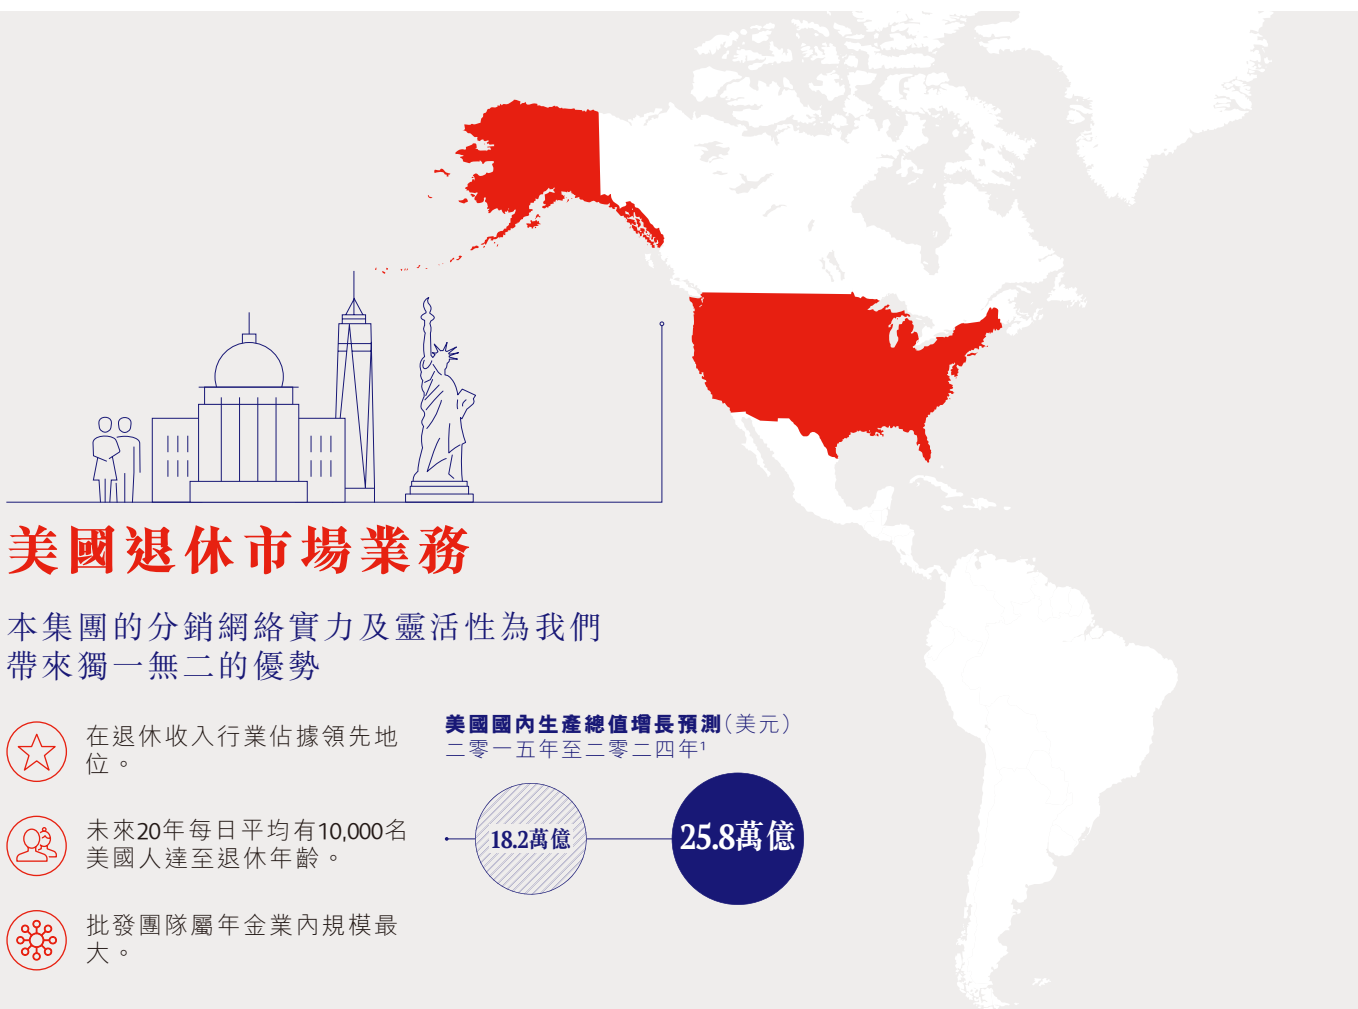 美國退休市場業務
本集團的分銷網絡實力及靈活性為我們
帶來獨一無二的優勢
在退休收入行業佔據領先地
位。
未來20年每日平均有10,000名
美國人達至退休年齡。
批發團隊屬年金業內規模最
大。
美國國內生產總值增長預測(美元)
二零一五年至二零二四年¹
18.2萬億
25.8萬億